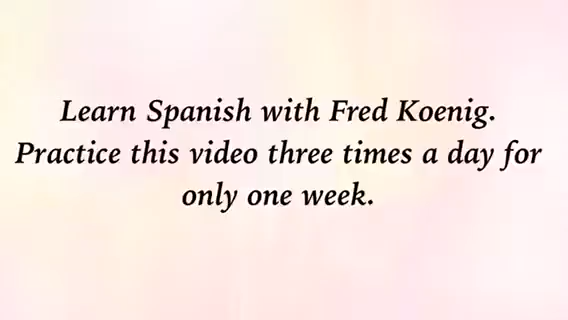 Learn Spanish with Fred Koenig.
Practice this video three times a day for
only one week.